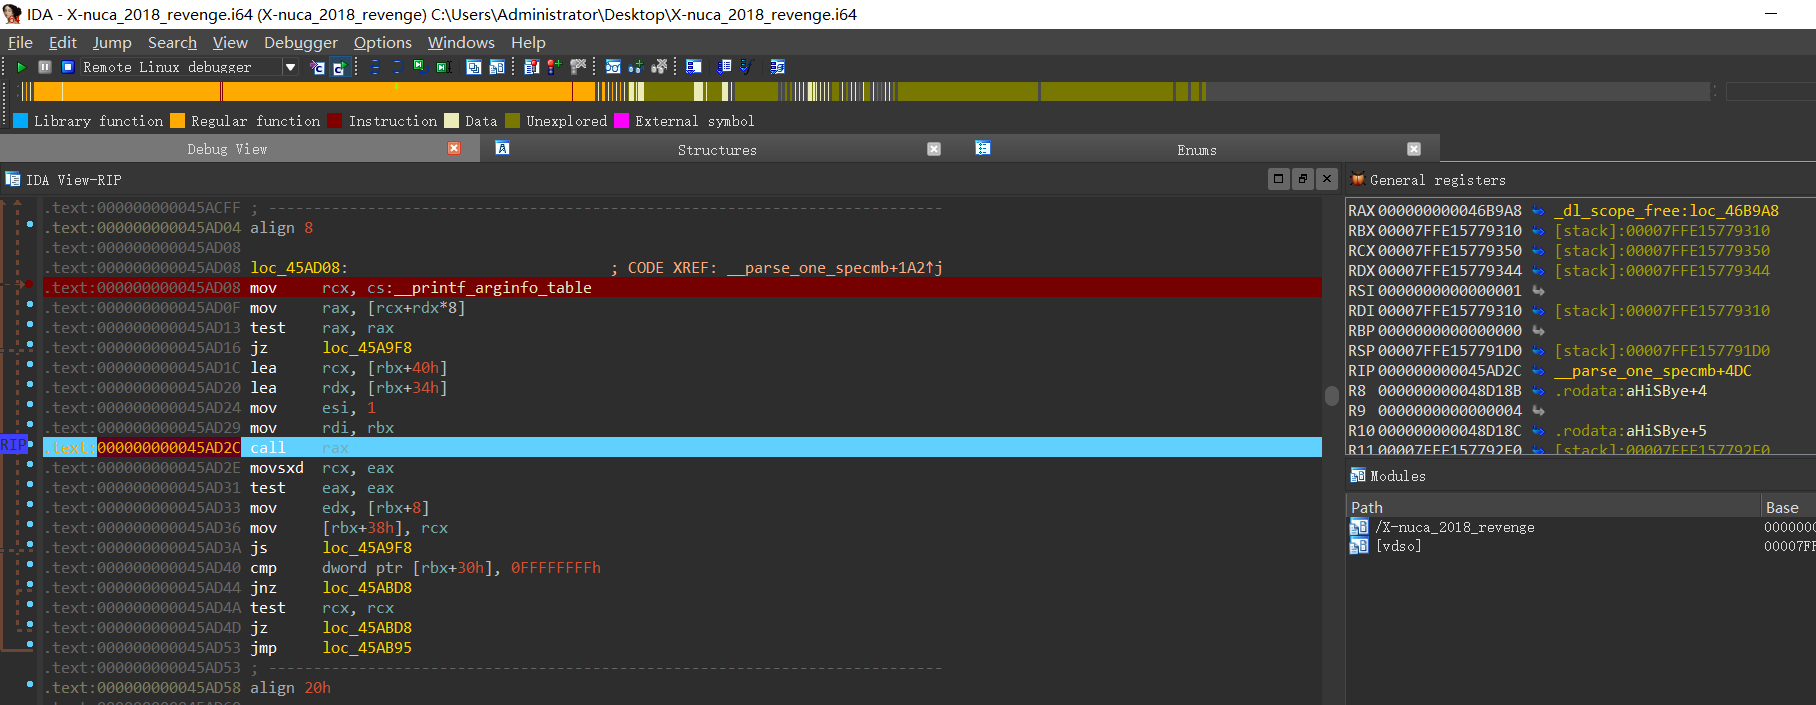 IDA - X-nuca_2018_revenge.i64 (X-nuca_2018_revenge) C:\Users\Administrator\Desktop\X-nuca_2018_revenge.i64
File Edit Jump Search View Debugger Options Windows Help
Remote Linux debugger
Library function Regular function Instruction Data Unexplored External symbol
Debug View Structures Enums
IDA View-RIP
.text:000000000045ACFF ; ---------------------------------------------------------------------------
.text:000000000045AD04 align 8
.text:000000000045AD08
.text:000000000045AD08 loc_45AD08: ; CODE XREF: __parse_one_specmb+1A2↑j
.text:000000000045AD08 mov rcx, cs:__printf_arginfo_table
.text:000000000045AD0F mov rax, [rcx+rdx*8]
.text:000000000045AD13 test rax, rax
.text:000000000045AD16 jz loc_45A9F8
.text:000000000045AD1C lea rcx, [rbx+40h]
.text:000000000045AD20 lea rdx, [rbx+34h]
.text:000000000045AD24 mov esi, 1
.text:000000000045AD29 mov rdi, rbx
RIP .text:000000000045AD2C call rax
.text:000000000045AD2E movsxd rcx, eax
.text:000000000045AD31 test eax, eax
.text:000000000045AD33 mov edx, [rbx+8]
.text:000000000045AD36 mov [rbx+38h], rcx
.text:000000000045AD3A js loc_45A9F8
.text:000000000045AD40 cmp dword ptr [rbx+30h], 0FFFFFFFFh
.text:000000000045AD44 jnz loc_45ABD8
.text:000000000045AD4A test rcx, rcx
.text:000000000045AD4D jz loc_45ABD8
.text:000000000045AD53 jmp loc_45AB95
.text:000000000045AD53 ; ---------------------------------------------------------------------------
.text:000000000045AD58 align 20h
General registers
RAX 000000000046B9A8 _dl_scope_free:loc_46B9A8
RBX 00007FFE15779310 [stack]:00007FFE15779310
RCX 00007FFE15779350 [stack]:00007FFE15779350
RDX 00007FFE15779344 [stack]:00007FFE15779344
RSI 0000000000000001
RDI 00007FFE15779310 [stack]:00007FFE15779310
RBP 0000000000000000
RSP 00007FFE157791D0 [stack]:00007FFE157791D0
RIP 000000000045AD2C __parse_one_specmb+4DC
R8 000000000048D18B .rodata:aHiSBye+4
R9 0000000000000004
R10 000000000048D18C .rodata:aHiSBye+5
R11 00007FFE157792E0 [stack]:00007FFE157792E0
Modules
Path Base
/X-nuca_2018_revenge 000000
[vdso] 00007FF